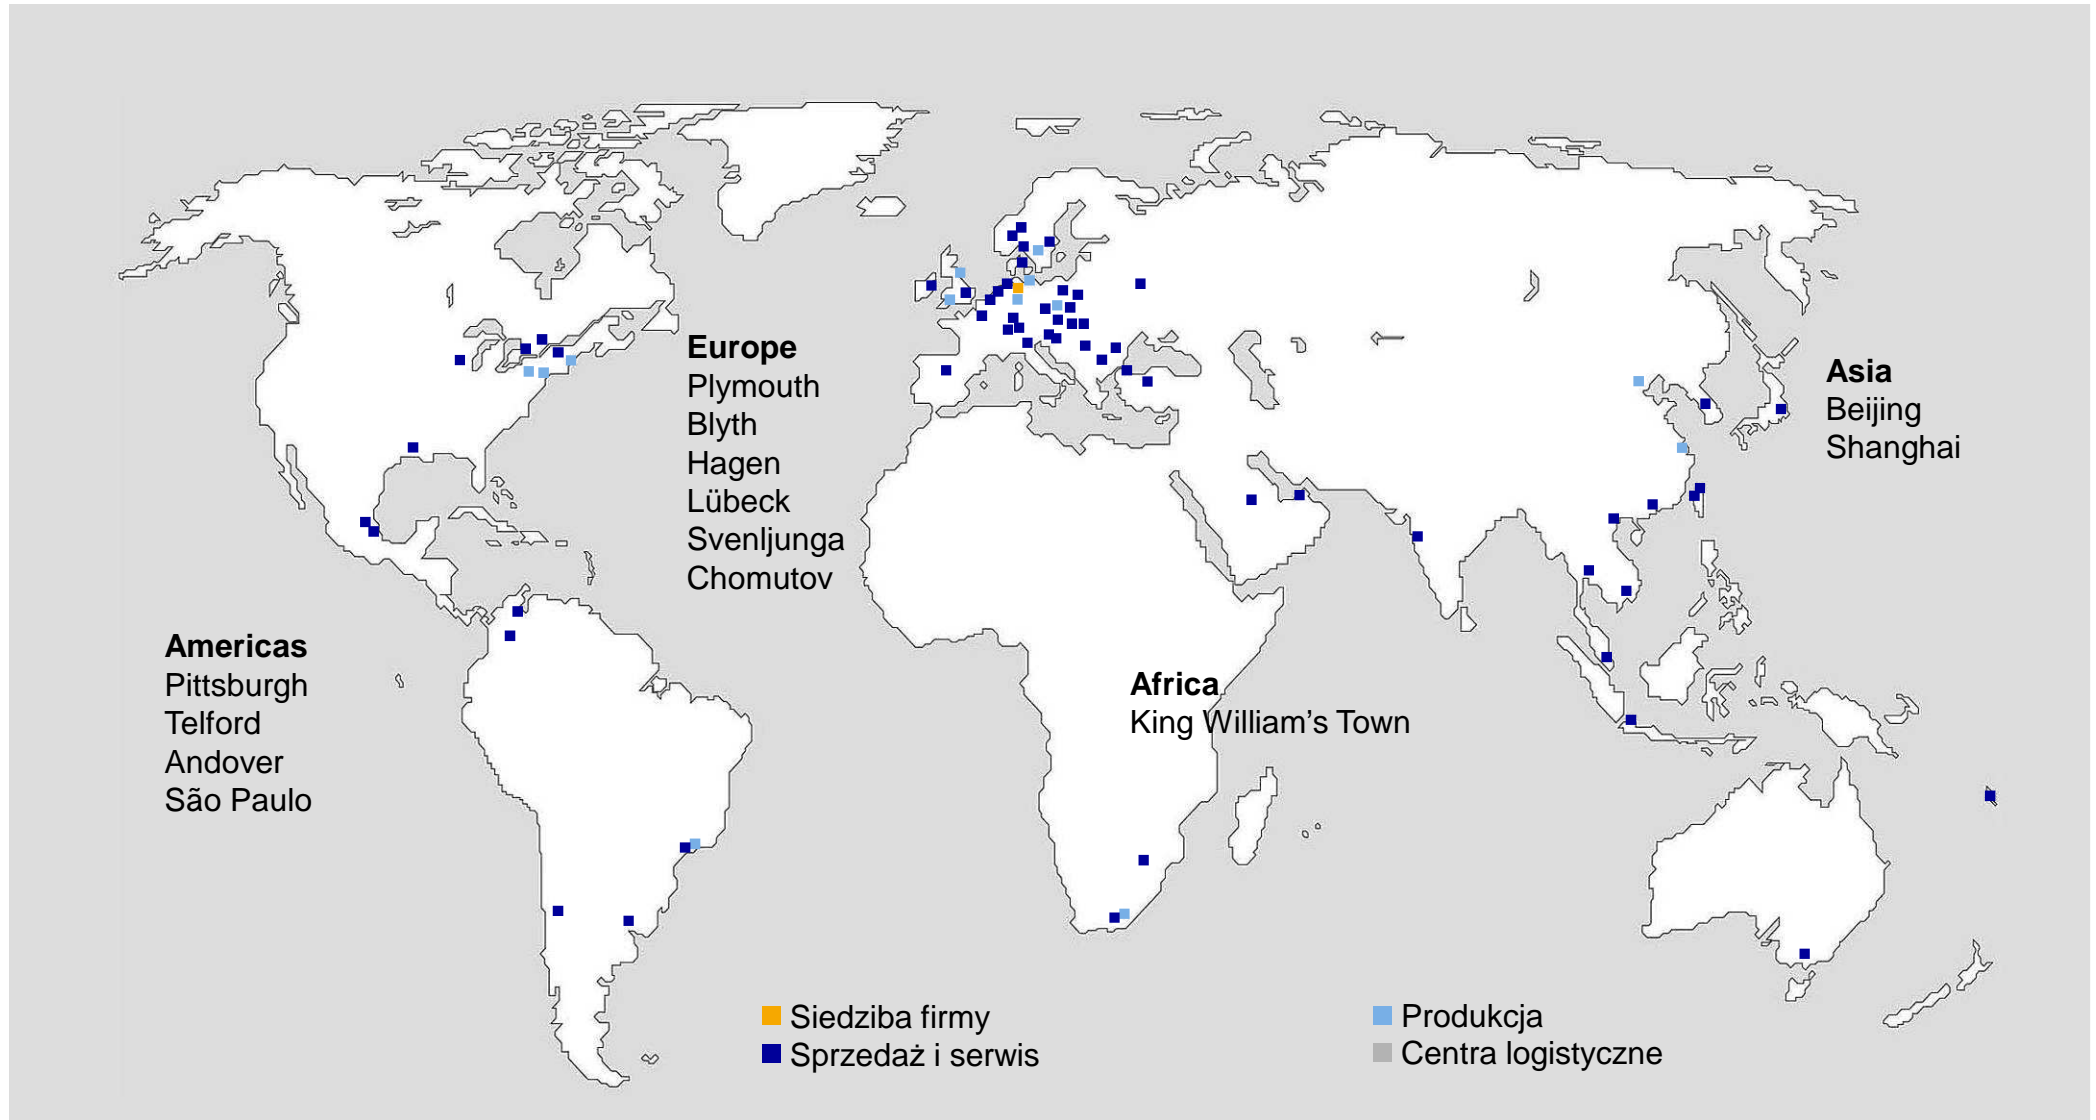 Europe
Plymouth
Blyth
Hagen
Lübeck
Svenljunga
Chomutov
Asia
Beijing
Shanghai
Americas
Pittsburgh
Telford
Andover
São Paulo
Africa
King William’s Town
Siedziba firmy
Sprzedaż i serwis
Produkcja
Centra logistyczne